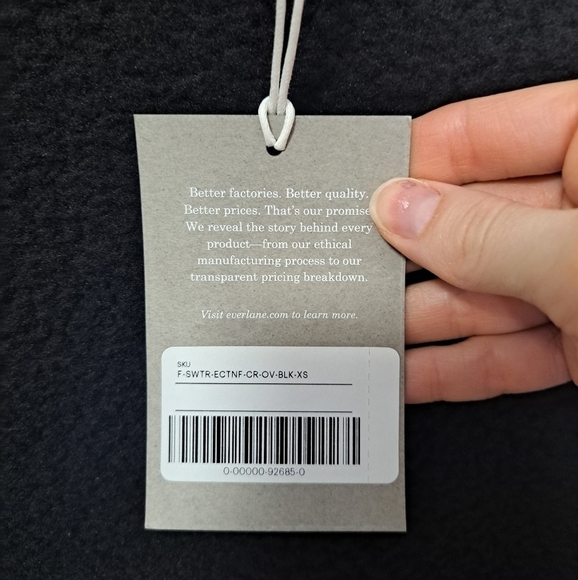 Better factories. Better quality.
Better prices. That's our promise
We reveal the story behind every
product—from our ethical
manufacturing process to our
transparent pricing breakdown.
Visit everlane.com to learn more.
SKU
F-SWTR-ECTNF-CR-OV-BLK-XS
0-00000-92685-0